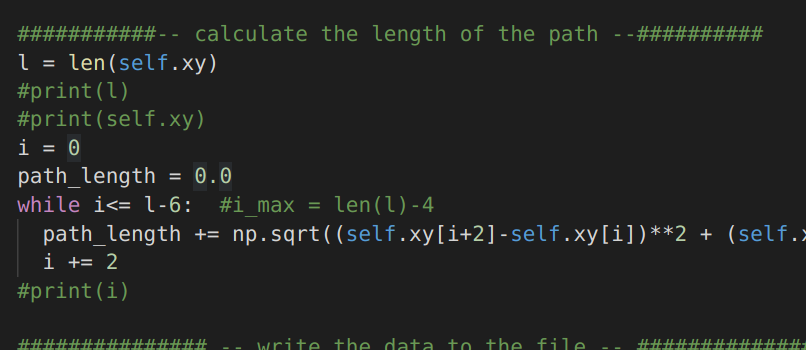 ###########-- calculate the length of the path --##########
l = len(self.xy)
#print(l)
#print(self.xy)
i = 0
path_length = 0.0
while i<= l-6:  #i_max = len(l)-4
  path_length += np.sqrt((self.xy[i+2]-self.xy[i])**2 + (self.x
  i += 2
#print(i)
############### -- write the data to the file -- #############